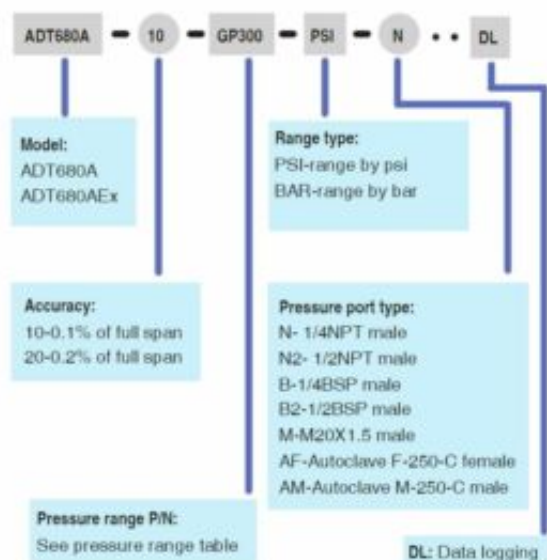 ADT680A - 10 - GP300 - PSI - N · · DL
Model:
ADT680A
ADT680AEx
Range type:
PSI-range by psi
BAR-range by bar
Accuracy:
10-0.1% of full span
20-0.2% of full span
Pressure port type:
N- 1/4NPT male
N2- 1/2NPT male
B-1/4BSP male
B2-1/2BSP male
M-M20X1.5 male
AF-Autoclave F-250-C female
AM-Autoclave M-250-C male
Pressure range P/N:
See pressure range table
DL: Data logging